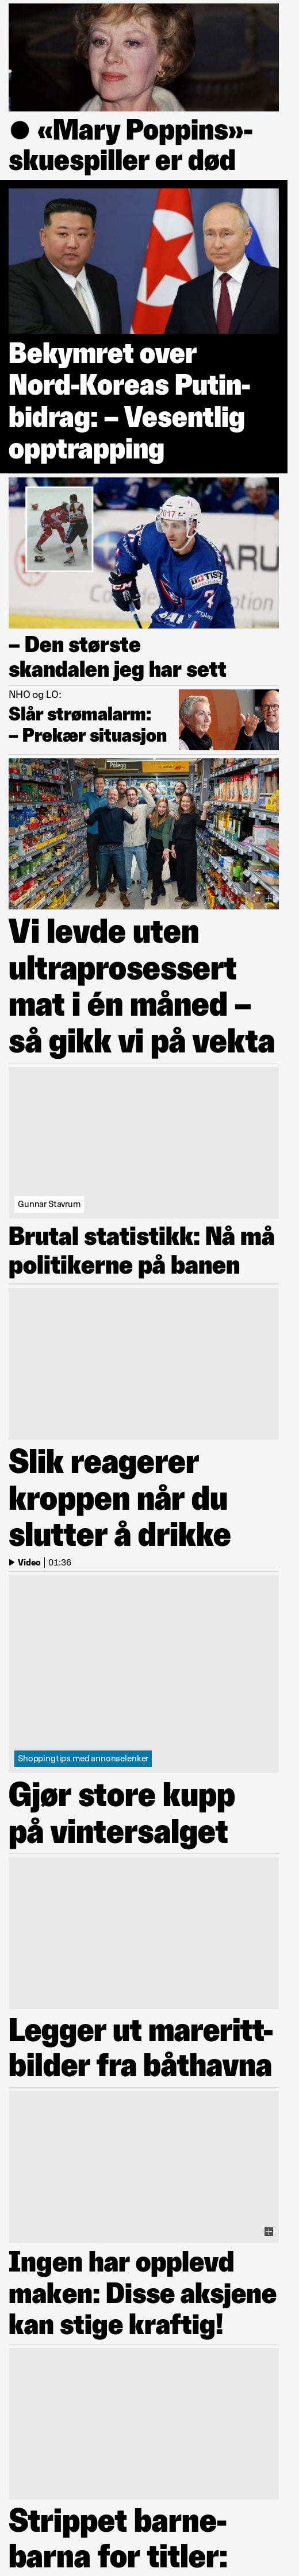 ● «Mary Poppins»-
skuespiller er død
Bekymret over
Nord-Koreas Putin-
bidrag: – Vesentlig
opptrapping
2017
TISSOT
– Den største
skandalen jeg har sett
NHO og LO:
Slår strømalarm:
– Prekær situasjon
Pålegg
Vi levde uten
ultraprosessert
mat i én måned –
så gikk vi på vekta
Gunnar Stavrum
Brutal statistikk: Nå må
politikerne på banen
Slik reagerer
kroppen når du
slutter å drikke
Video | 01:36
Shoppingtips med annonselenker
Gjør store kupp
på vintersalget
Legger ut mareritt-
bilder fra båthavna
Ingen har opplevd
maken: Disse aksjene
kan stige kraftig!
Strippet barne-
barna for titler: